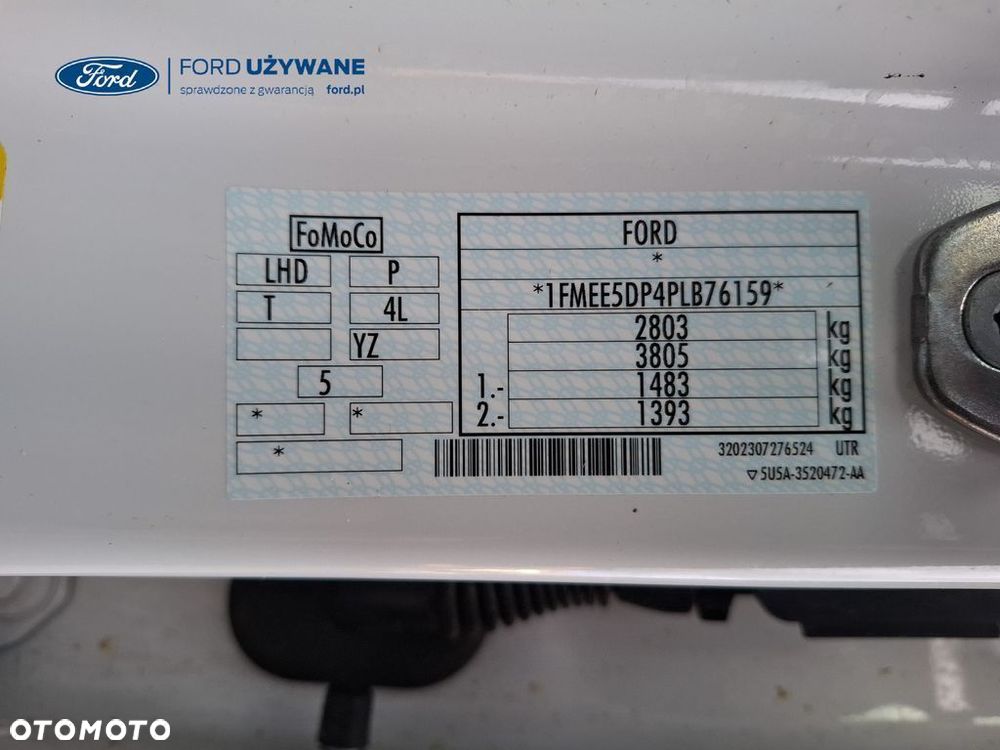 Ford
FORD UŻYWANE
sprawdzone z gwarancją ford.pl
FoMoCo
LHD P
T 4L
YZ
5
* *
*
FORD
*
*1FMEE5DP4PLB76159*
2803 kg
3805 kg
1.- 1483 kg
2.- 1393 kg
3202307276524 UTR
5U5A-3520472-AA
OTOMOTO